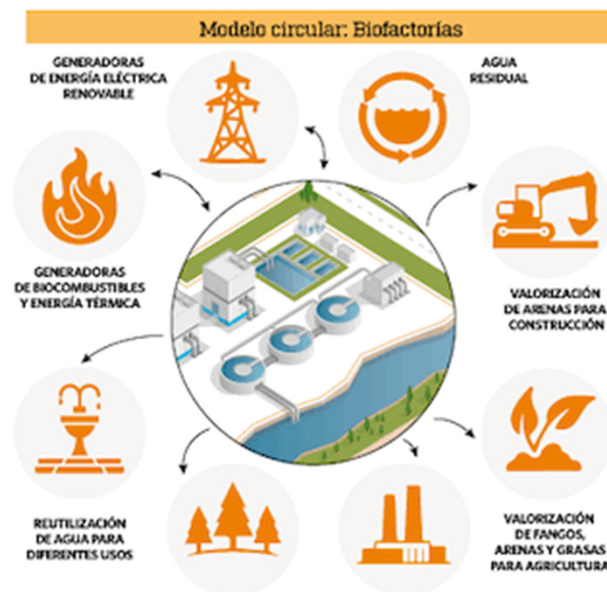 Modelo circular: Biofactorías
GENERADORAS
DE ENERGÍA ELÉCTRICA
RENOVABLE
AGUA
RESIDUAL
GENERADORAS
DE BIOCOMBUSTIBLES
Y ENERGÍA TÉRMICA
VALORIZACIÓN
DE ARENAS PARA
CONSTRUCCIÓN
REUTILIZACIÓN
DE AGUA PARA
DIFERENTES USOS
VALORIZACIÓN
DE FANGOS,
ARENAS Y GRASAS
PARA AGRICULTURA